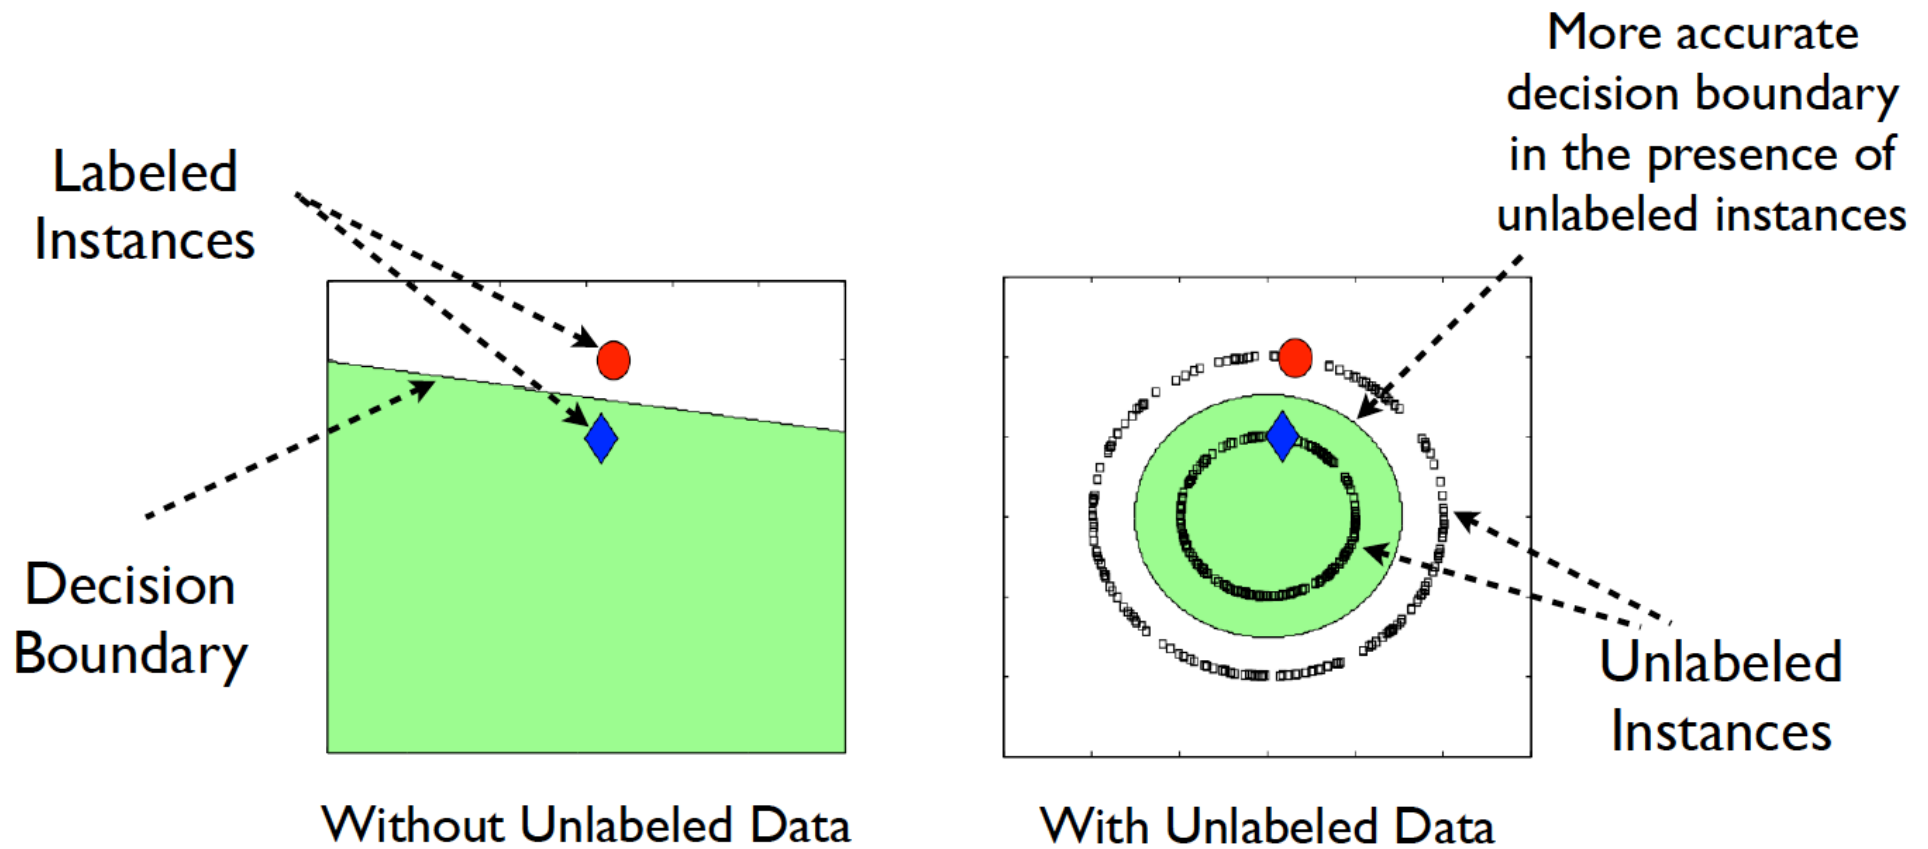 Labeled
Instances
Decision
Boundary
Without Unlabeled Data
More accurate
decision boundary
in the presence of
unlabeled instances
Unlabeled
Instances
With Unlabeled Data